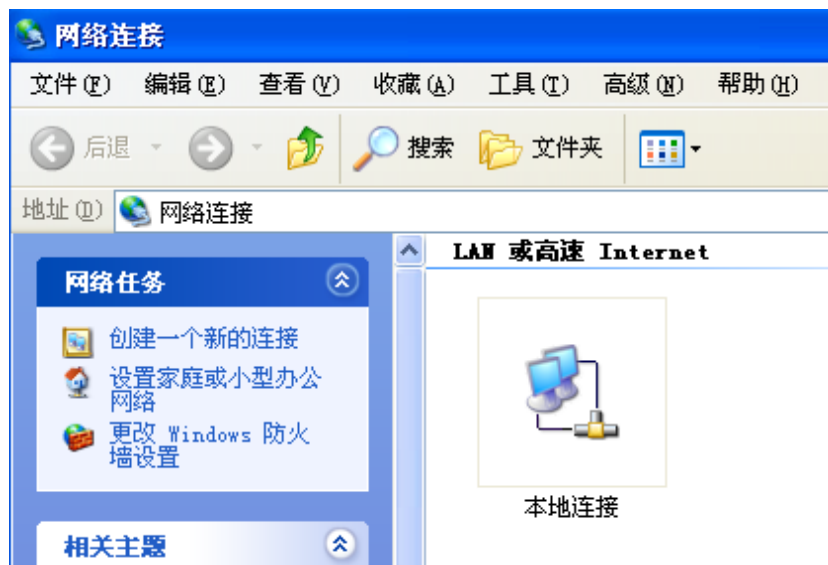 网络连接
文件(F) 编辑(E) 查看(V) 收藏(A) 工具(T) 高级(N) 帮助(H)
后退 搜索 文件夹
地址(D) 网络连接
网络任务
创建一个新的连接
设置家庭或小型办公
网络
更改 Windows 防火
墙设置
相关主题
LAN 或高速 Internet
本地连接